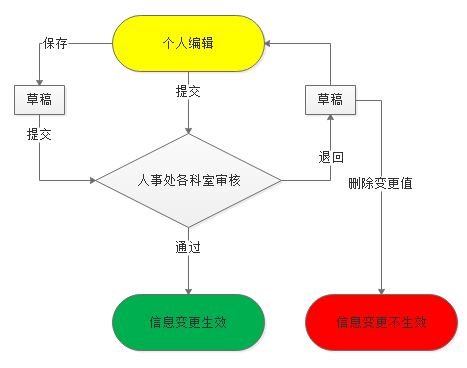 个人编辑
保存
提交
草稿
草稿
提交
退回
人事处各科室审核
删除变更值
通过
信息变更生效
信息变更不生效